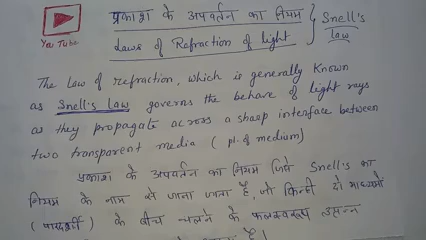 You Tube
प्रकाश के अपवर्तन का नियम
Laws of Refraction of light
Snell's
Law
The Law of refraction, which is generally known
as Snell's Law governs the behave of light rays
as they propagate across a sharp interface between
two transparent media ( pl. of medium)
प्रकाश के अपवर्तन का नियम जिसे Snell's का
नियम के नाम से जाना जाता है, जो किन्ही दो माध्यमों
(पारदर्शी) के बीच चलने के फलस्वरूप उत्पन्न